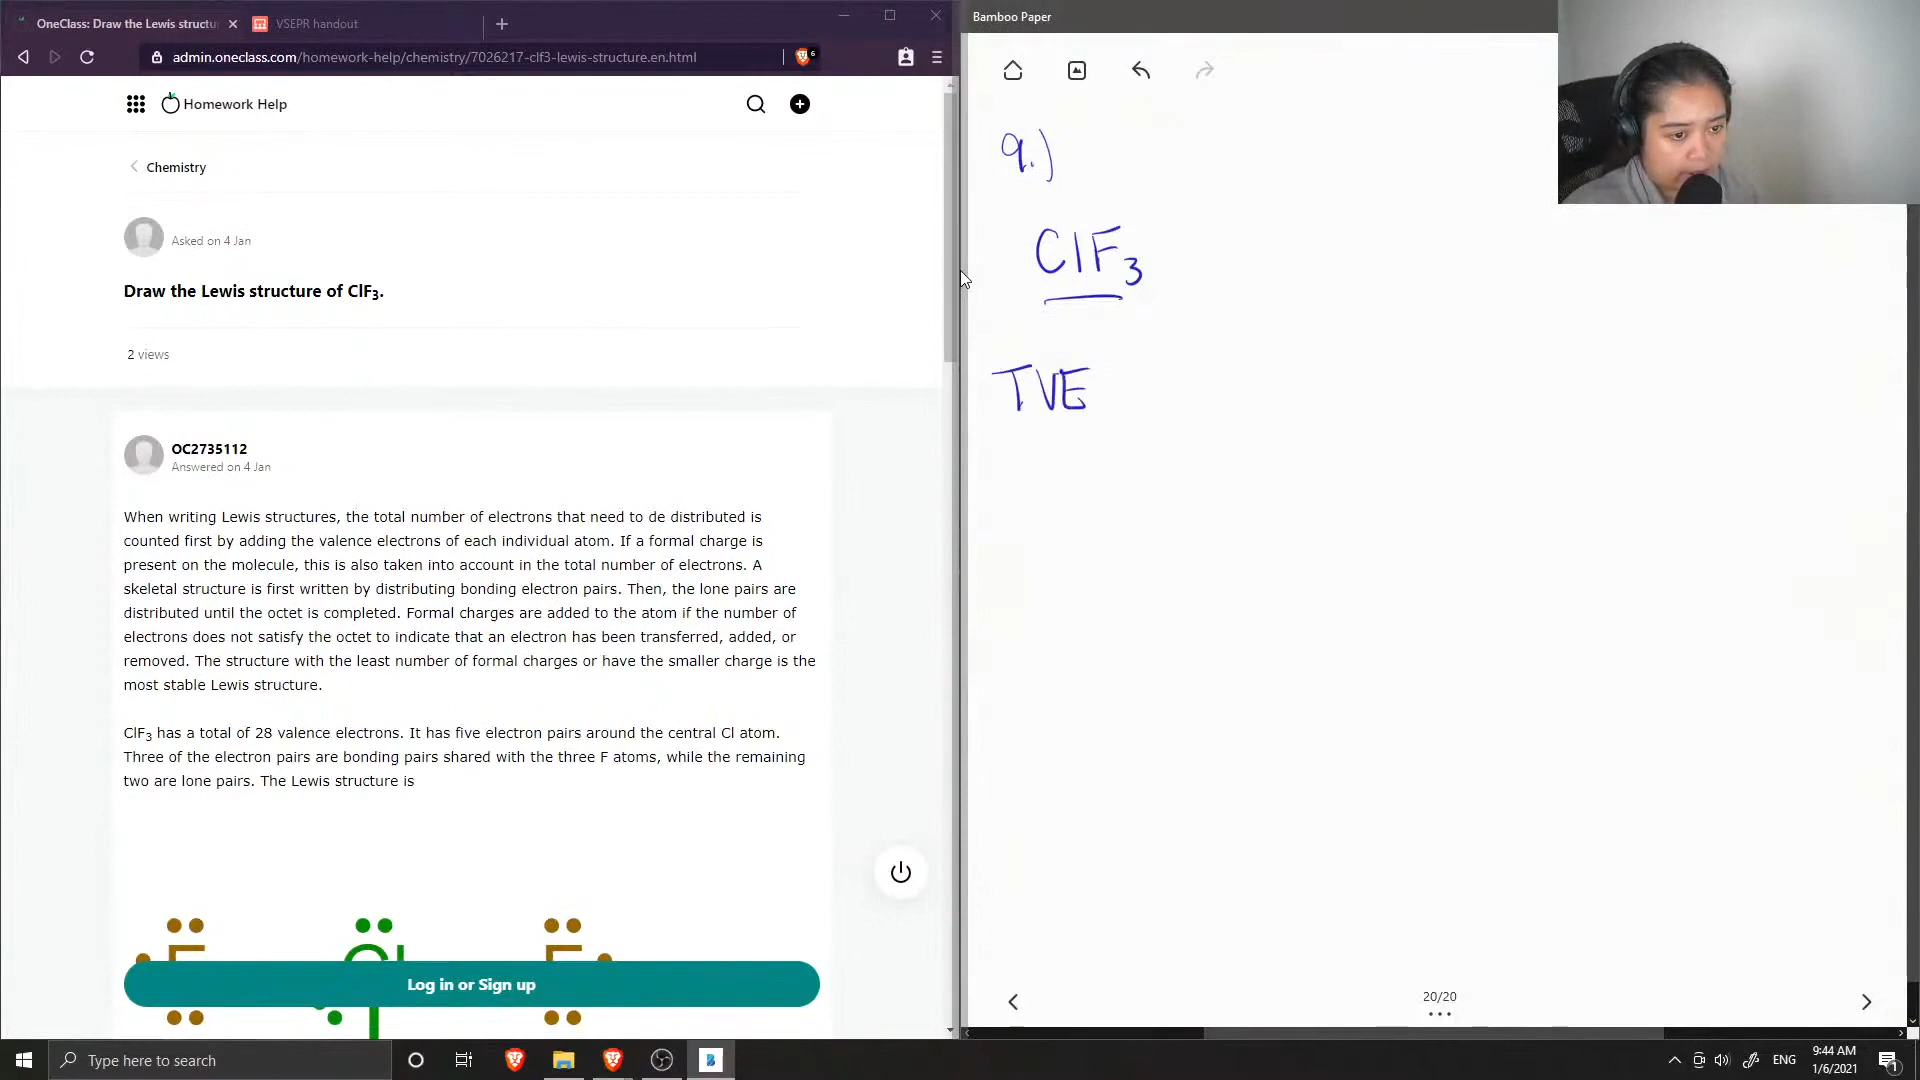 OneClass: Draw the Lewis structu
VSEPR handout
admin.oneclass.com/homework-help/chemistry/7026217-clf3-lewis-structure.en.html
6
Homework Help
Chemistry
Asked on 4 Jan
Draw the Lewis structure of ClF₃.
2 views
OC2735112
Answered on 4 Jan
When writing Lewis structures, the total number of electrons that need to de distributed is
counted first by adding the valence electrons of each individual atom. If a formal charge is
present on the molecule, this is also taken into account in the total number of electrons. A
skeletal structure is first written by distributing bonding electron pairs. Then, the lone pairs are
distributed until the octet is completed. Formal charges are added to the atom if the number of
electrons does not satisfy the octet to indicate that an electron has been transferred, added, or
removed. The structure with the least number of formal charges or have the smaller charge is the
most stable Lewis structure.
ClF₃ has a total of 28 valence electrons. It has five electron pairs around the central Cl atom.
Three of the electron pairs are bonding pairs shared with the three F atoms, while the remaining
two are lone pairs. The Lewis structure is
F Cl F
Log in or Sign up
Bamboo Paper
9.)
ClF₃
TVE
20/20
Type here to search
B
ENG
9:44 AM
1/6/2021
1